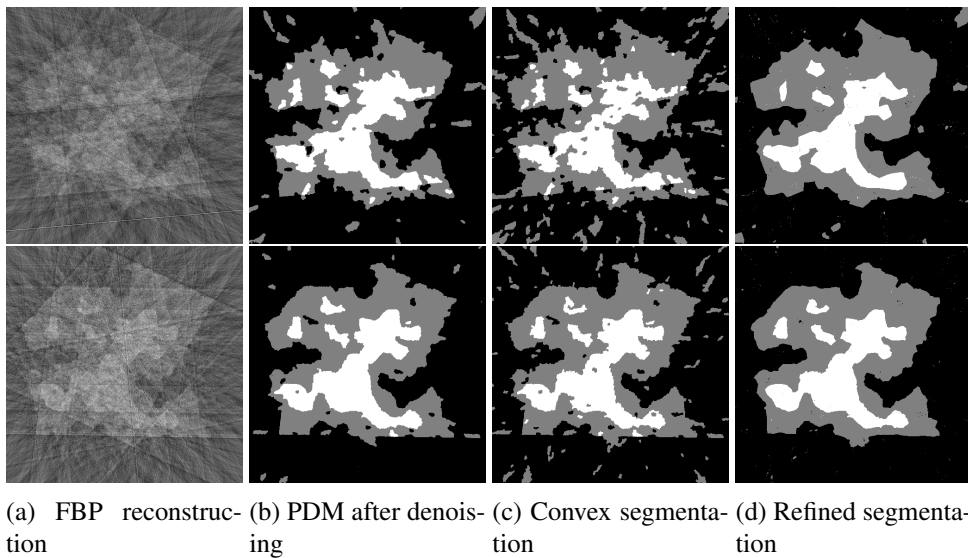 (a) FBP reconstruc-
tion
(b) PDM after denois-
ing
(c) Convex segmenta-
tion
(d) Refined segmenta-
tion